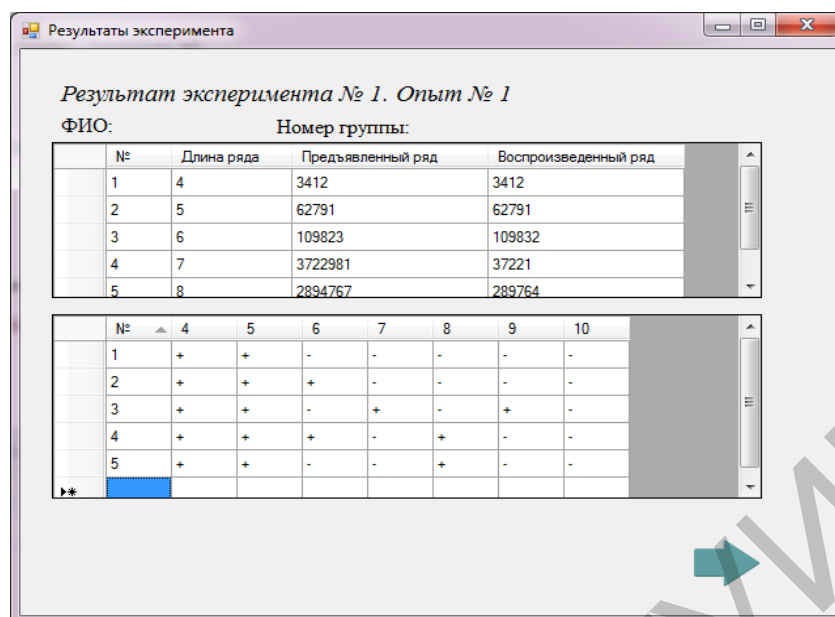 Результаты эксперимента
Результат эксперимента № 1. Опыт № 1
ФИО: Номер группы:
№ Длина ряда Предъявленный ряд Воспроизведенный ряд
1 4 3412 3412
2 5 62791 62791
3 6 109823 109832
4 7 3722981 37221
5 8 2894767 289764
№ 4 5 6 7 8 9 10
1 + + - - - - -
2 + + + - - - -
3 + + - + - + -
4 + + + - + - -
5 + + - - + - -